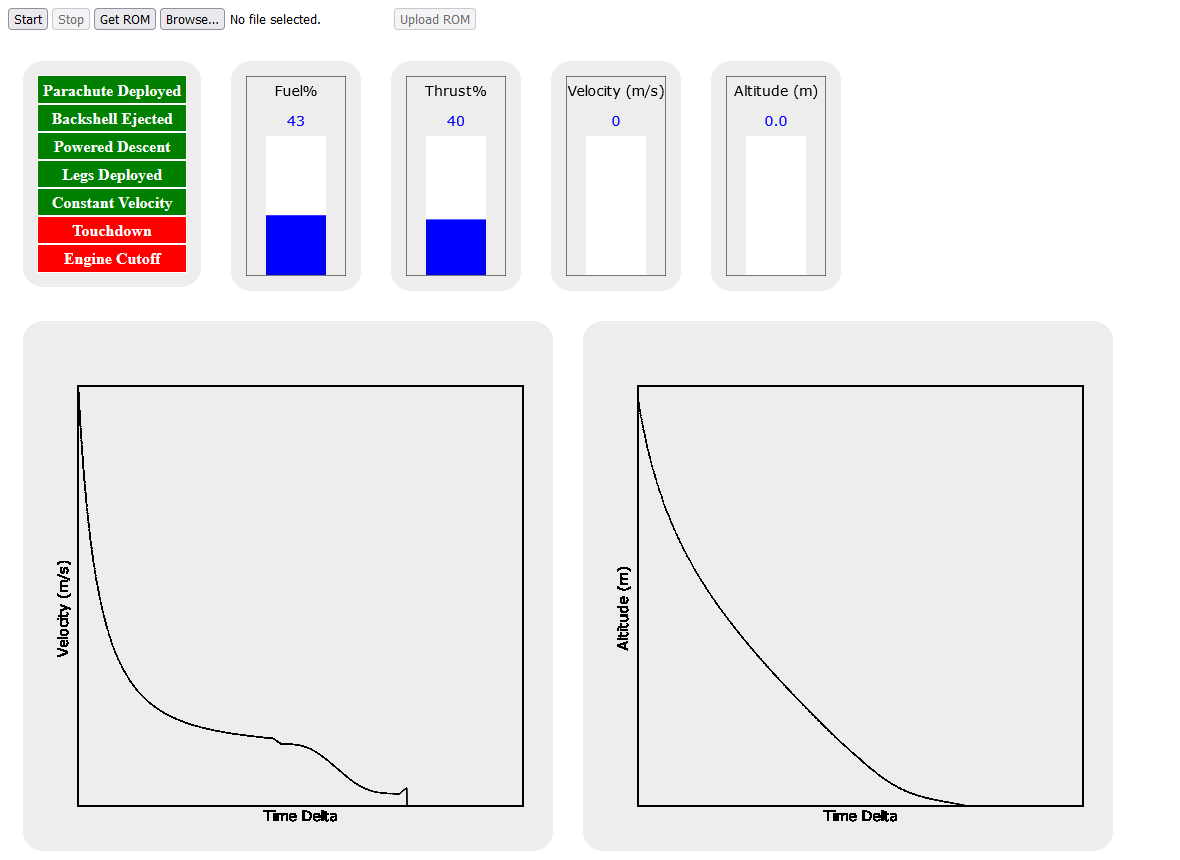 Start Stop Get ROM Browse... No file selected. Upload ROM
Parachute Deployed
Backshell Ejected
Powered Descent
Legs Deployed
Constant Velocity
Touchdown
Engine Cutoff
Fuel%
43
Thrust%
40
Velocity (m/s)
0
Altitude (m)
0.0
Velocity (m/s)
Time Delta
Altitude (m)
Time Delta